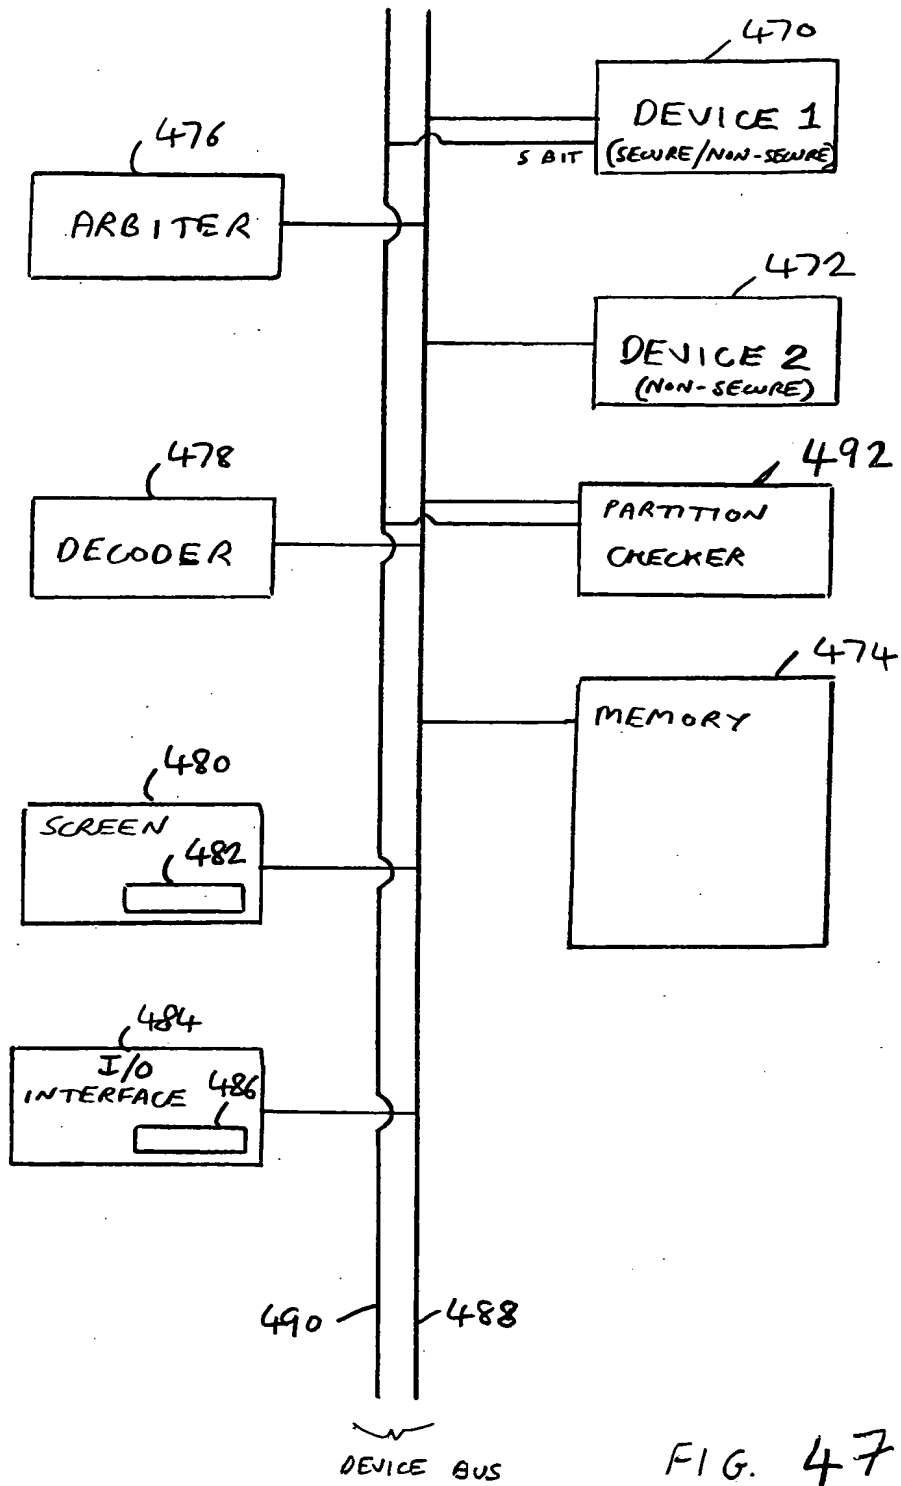 470
DEVICE 1
(SECURE/NON-SECURE)
S BIT
476
ARBITER
472
DEVICE 2
(NON-SECURE)
478
DECODER
492
PARTITION
CHECKER
474
MEMORY
480
SCREEN
482
484
I/O
INTERFACE
486
490
488
DEVICE BUS
FIG. 47